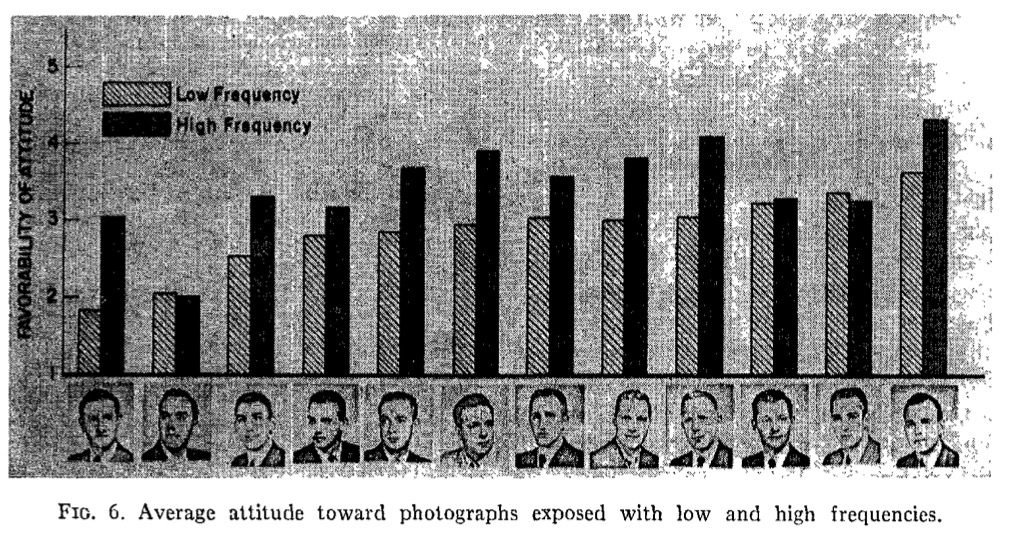 5
Low Frequency
High Frequency
4
3
2
1
FAVORABILITY OF ATTITUDE
FIG. 6. Average attitude toward photographs exposed with low and high frequencies.